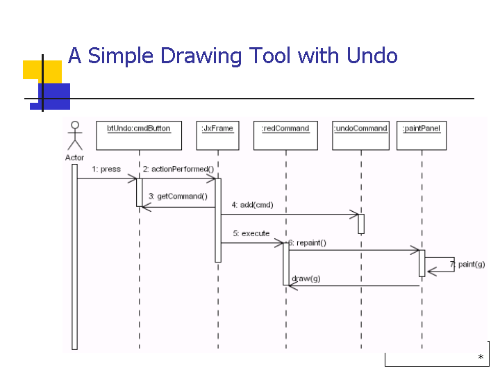 A Simple Drawing Tool with Undo
btUndo:cmdButton
:JxFrame
:redCommand
:undoCommand
:paintPanel
Actor
1: press
2: actionPerformed()
3: getCommand()
4: add(cmd)
5: execute
6: repaint()
7: paint(g)
draw(g)
*